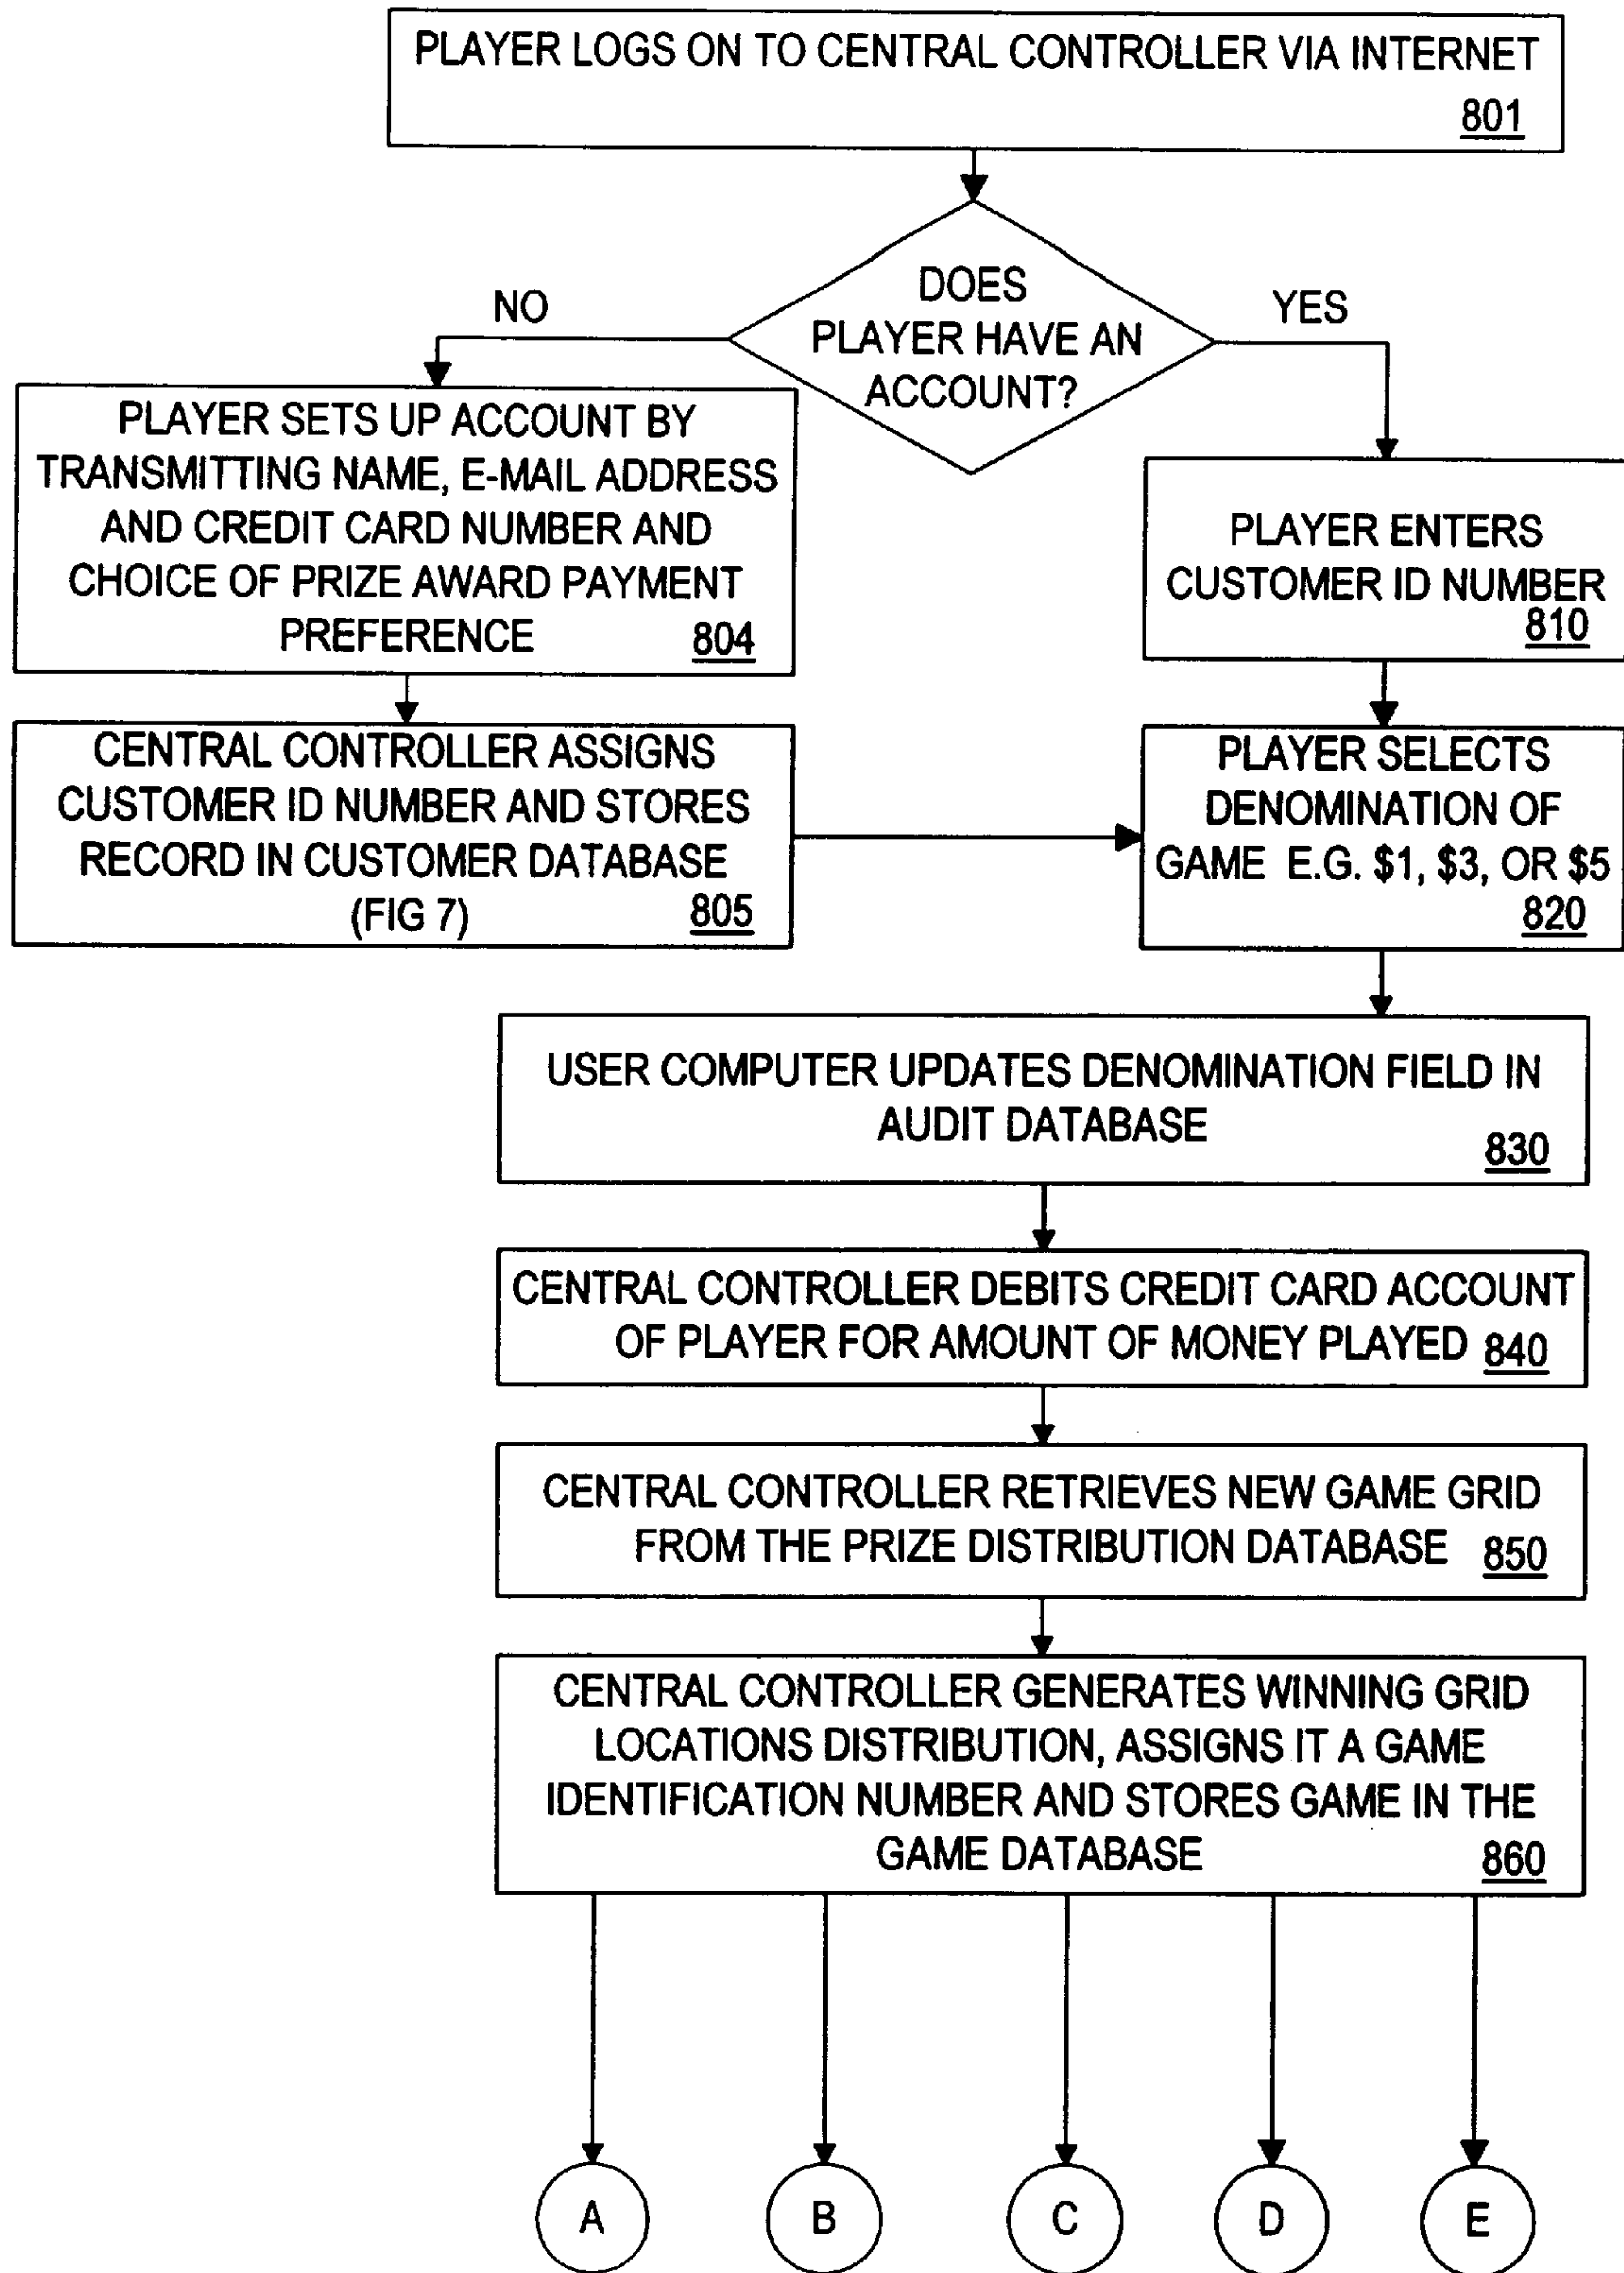 PLAYER LOGS ON TO CENTRAL CONTROLLER VIA INTERNET
801
DOES
PLAYER HAVE AN
ACCOUNT?
NO
YES
PLAYER SETS UP ACCOUNT BY
TRANSMITTING NAME, E-MAIL ADDRESS
AND CREDIT CARD NUMBER AND
CHOICE OF PRIZE AWARD PAYMENT
PREFERENCE 804
PLAYER ENTERS
CUSTOMER ID NUMBER
810
CENTRAL CONTROLLER ASSIGNS
CUSTOMER ID NUMBER AND STORES
RECORD IN CUSTOMER DATABASE
(FIG 7) 805
PLAYER SELECTS
DENOMINATION OF
GAME E.G. $1, $3, OR $5
820
USER COMPUTER UPDATES DENOMINATION FIELD IN
AUDIT DATABASE
830
CENTRAL CONTROLLER DEBITS CREDIT CARD ACCOUNT
OF PLAYER FOR AMOUNT OF MONEY PLAYED 840
CENTRAL CONTROLLER RETRIEVES NEW GAME GRID
FROM THE PRIZE DISTRIBUTION DATABASE 850
CENTRAL CONTROLLER GENERATES WINNING GRID
LOCATIONS DISTRIBUTION, ASSIGNS IT A GAME
IDENTIFICATION NUMBER AND STORES GAME IN THE
GAME DATABASE 860
A B C D E